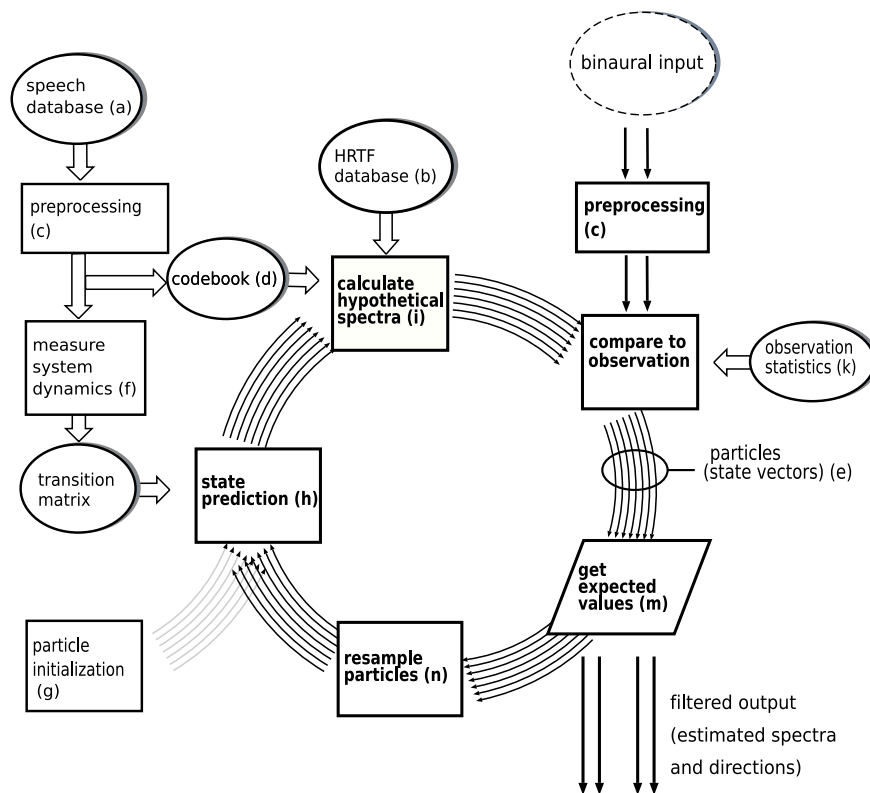 speech
database (a)
binaural input
HRTF
database (b)
preprocessing
(c)
preprocessing
(c)
codebook (d)
calculate
hypothetical
spectra (i)
measure
system
dynamics (f)
compare to
observation
observation
statistics (k)
transition
matrix
state
prediction (h)
particles
(state vectors) (e)
get
expected
values (m)
particle
initialization
(g)
resample
particles (n)
filtered output
(estimated spectra
and directions)